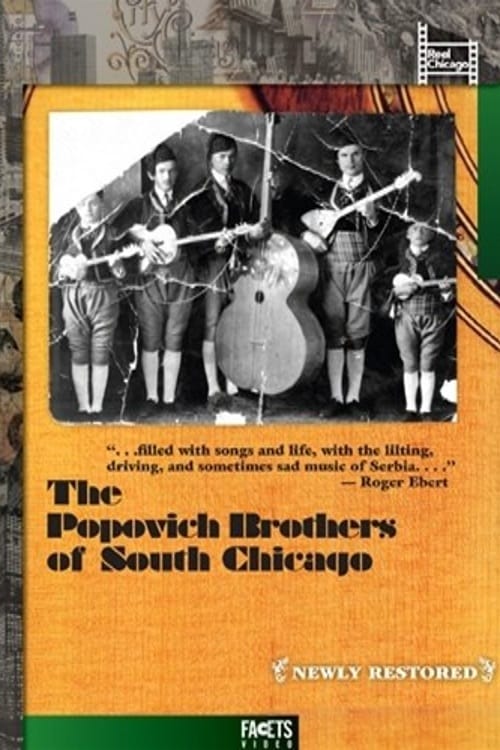 Reel
Chicago
“. . .filled with songs and life, with the lilting,
driving, and sometimes sad music of Serbia. . . .”
— Roger Ebert
The
Popovich Brothers
of South Chicago
NEWLY RESTORED
FACETS
VIDEO